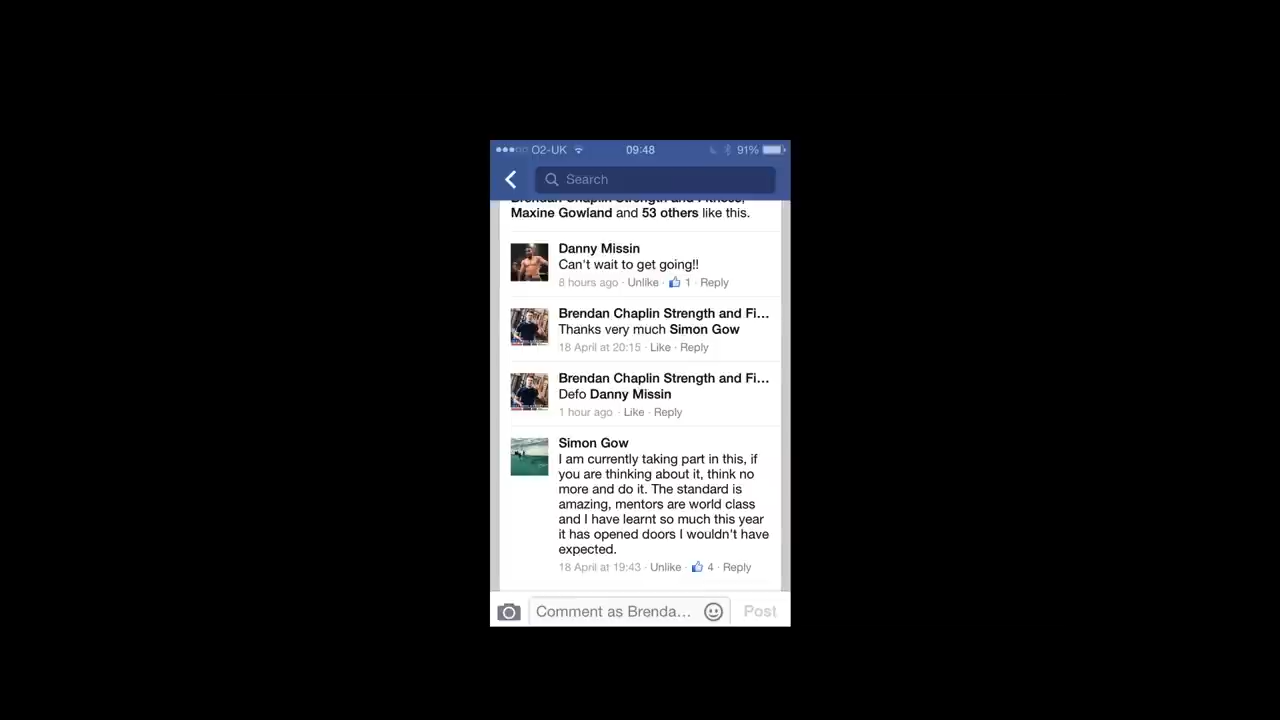 O2-UK 09:48 91%
Search
Brendan Chaplin Strength and Fitness,
Maxine Gowland and 53 others like this.
Danny Missin
Can't wait to get going!!
8 hours ago · Unlike · 1 · Reply
Brendan Chaplin Strength and Fi...
Thanks very much Simon Gow
18 April at 20:15 · Like · Reply
Brendan Chaplin Strength and Fi...
Defo Danny Missin
1 hour ago · Like · Reply
Simon Gow
I am currently taking part in this, if
you are thinking about it, think no
more and do it. The standard is
amazing, mentors are world class
and I have learnt so much this year
it has opened doors I wouldn't have
expected.
18 April at 19:43 · Unlike · 4 · Reply
Comment as Brenda... Post